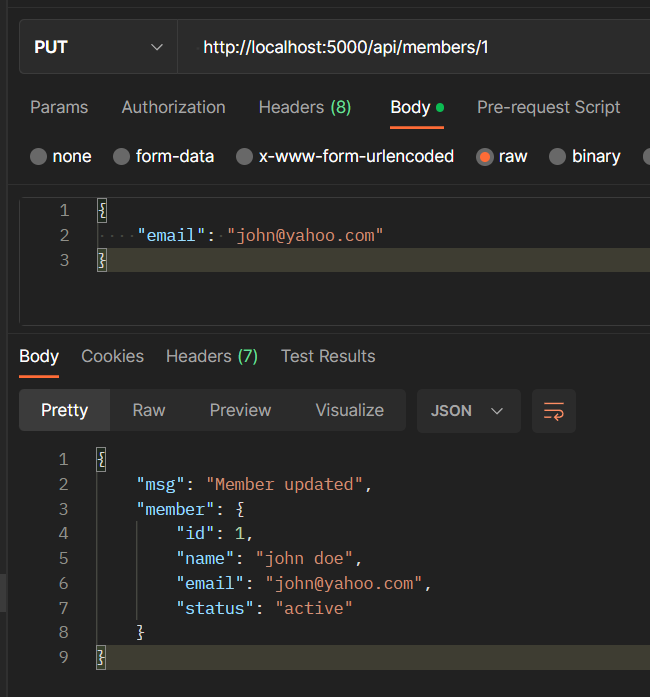 PUT http://localhost:5000/api/members/1
Params Authorization Headers (8) Body Pre-request Script
none form-data x-www-form-urlencoded raw binary
1 {
2 "email": "john@yahoo.com"
3 }
Body Cookies Headers (7) Test Results
Pretty Raw Preview Visualize JSON
1 {
2 "msg": "Member updated",
3 "member": {
4 "id": 1,
5 "name": "john doe",
6 "email": "john@yahoo.com",
7 "status": "active"
8 }
9 }